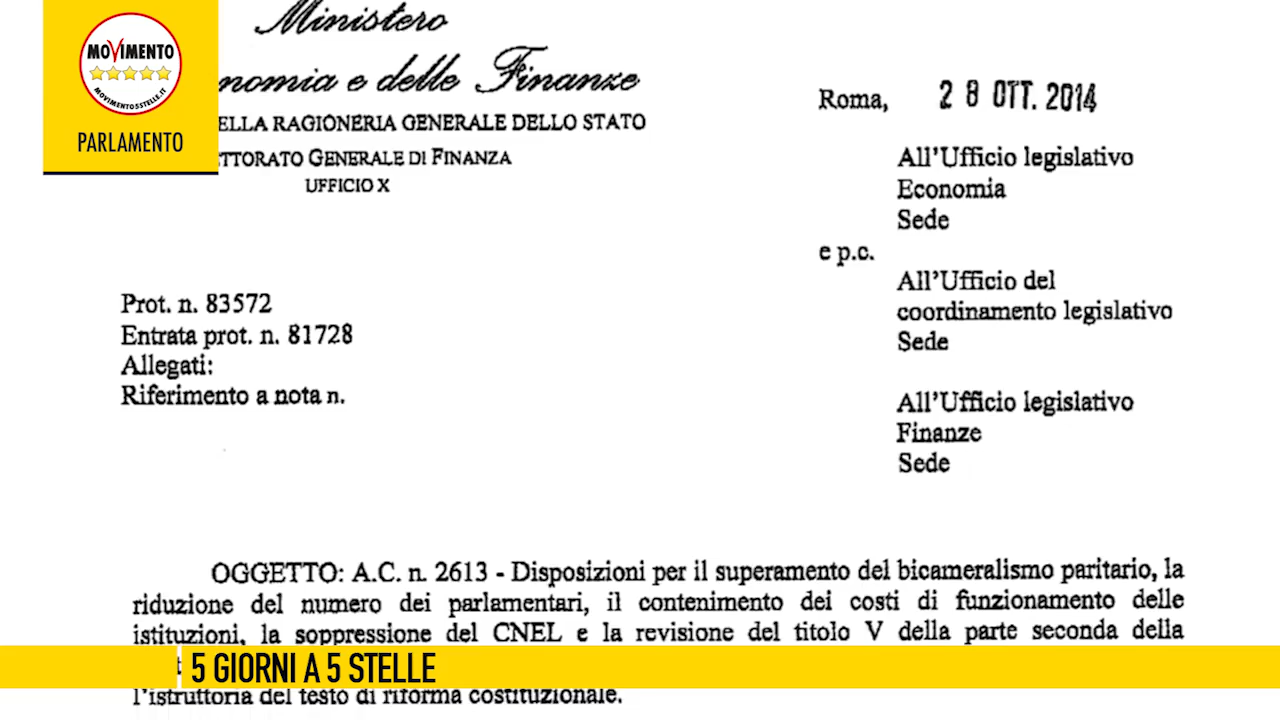 MOVIMENTO
MOVIMENTO5STELLE.IT
PARLAMENTO
Ministero
nomia e delle Finanze
ELLA RAGIONERIA GENERALE DELLO STATO
TTORATO GENERALE DI FINANZA
UFFICIO X
Roma, 28 OTT. 2014
All'Ufficio legislativo
Economia
Sede
e p.c.
All'Ufficio del
coordinamento legislativo
Sede
All'Ufficio legislativo
Finanze
Sede
Prot. n. 83572
Entrata prot. n. 81728
Allegati:
Riferimento a nota n.
OGGETTO: A.C. n. 2613 - Disposizioni per il superamento del bicameralismo paritario, la
riduzione del numero dei parlamentari, il contenimento dei costi di funzionamento delle
istituzioni, la soppressione del CNEL e la revisione del titolo V della parte seconda della
5 GIORNI A 5 STELLE
l'istruttoria del testo di riforma costituzionale.